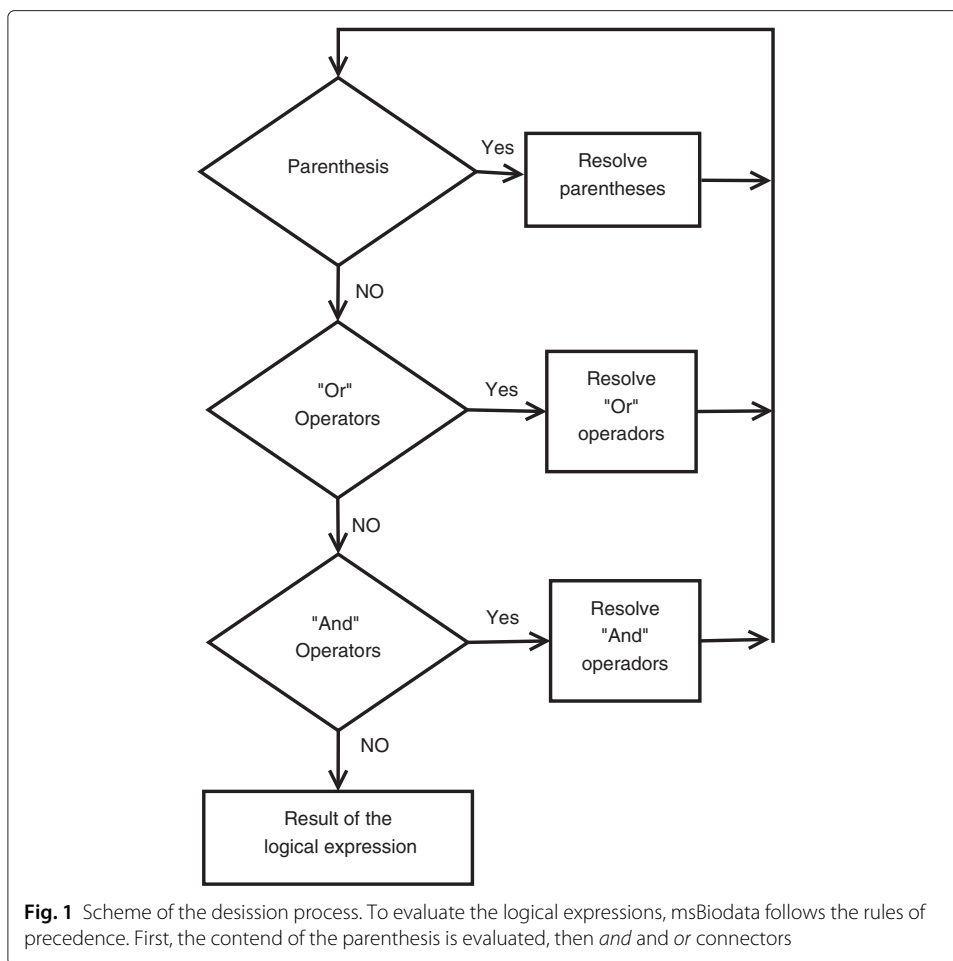 Parenthesis
Yes
Resolve
parentheses
NO
"Or"
Operators
Yes
Resolve
"Or"
operadors
NO
"And"
Operators
Yes
Resolve
"And"
operadors
NO
Result of the
logical expression
Fig. 1 Scheme of the desission process. To evaluate the logical expressions, msBiodata follows the rules of
precedence. First, the contend of the parenthesis is evaluated, then and and or connectors